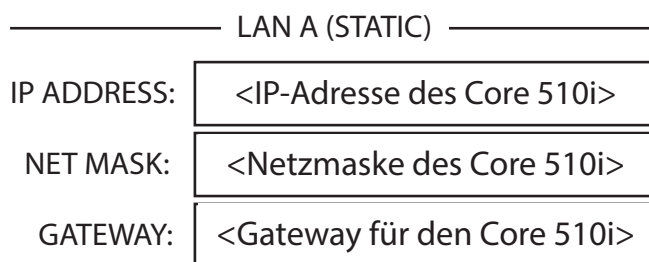 LAN A (STATIC)
IP ADDRESS: <IP-Adresse des Core 510i>
NET MASK: <Netzmaske des Core 510i>
GATEWAY: <Gateway für den Core 510i>